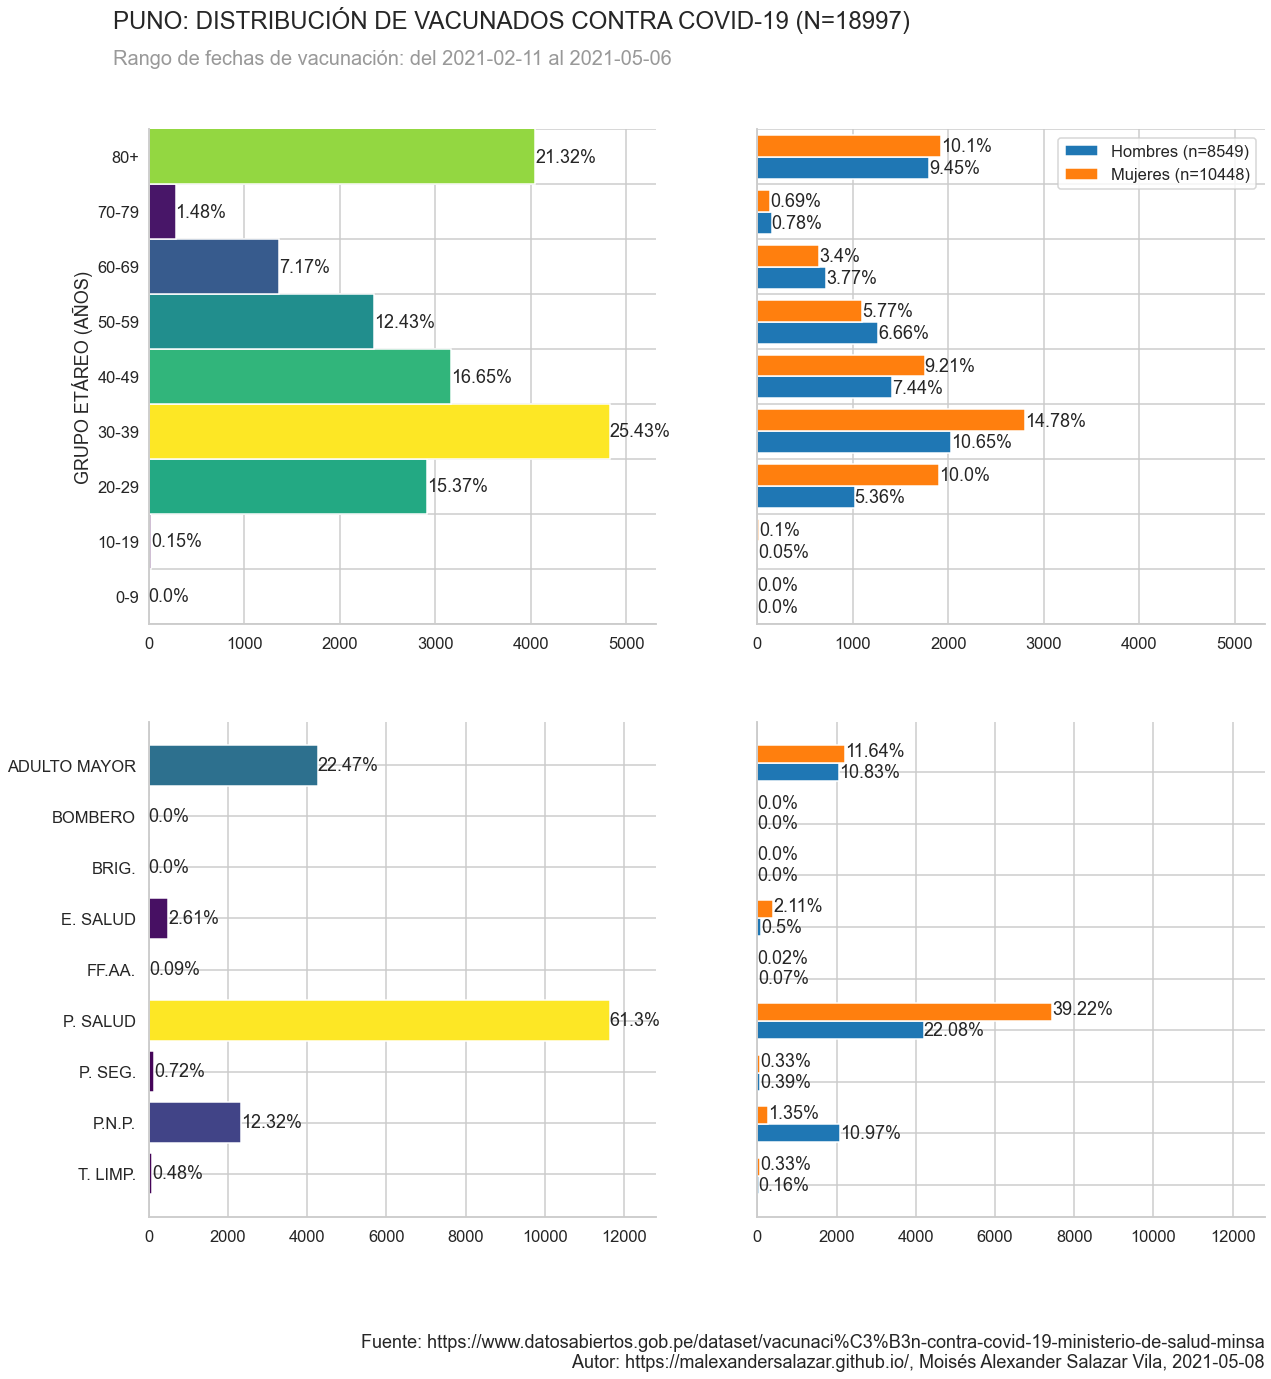 PUNO: DISTRIBUCIÓN DE VACUNADOS CONTRA COVID-19 (N=18997)
Rango de fechas de vacunación: del 2021-02-11 al 2021-05-06
GRUPO ETÁREO (AÑOS)
80+ 21.32%
70-79 1.48%
60-69 7.17%
50-59 12.43%
40-49 16.65%
30-39 25.43%
20-29 15.37%
10-19 0.15%
0-9 0.0%
0 1000 2000 3000 4000 5000
Hombres (n=8549)
Mujeres (n=10448)
10.1%
9.45%
0.69%
0.78%
3.4%
3.77%
5.77%
6.66%
9.21%
7.44%
14.78%
10.65%
10.0%
5.36%
0.1%
0.05%
0.0%
0.0%
0 1000 2000 3000 4000 5000
ADULTO MAYOR 22.47%
BOMBERO 0.0%
BRIG. 0.0%
E. SALUD 2.61%
FF.AA. 0.09%
P. SALUD 61.3%
P. SEG. 0.72%
P.N.P. 12.32%
T. LIMP. 0.48%
0 2000 4000 6000 8000 10000 12000
11.64%
10.83%
0.0%
0.0%
0.0%
0.0%
2.11%
0.5%
0.02%
0.07%
39.22%
22.08%
0.33%
0.39%
1.35%
10.97%
0.33%
0.16%
0 2000 4000 6000 8000 10000 12000
Fuente: https://www.datosabiertos.gob.pe/dataset/vacunaci%C3%B3n-contra-covid-19-ministerio-de-salud-minsa
Autor: https://malexandersalazar.github.io/, Moisés Alexander Salazar Vila, 2021-05-08